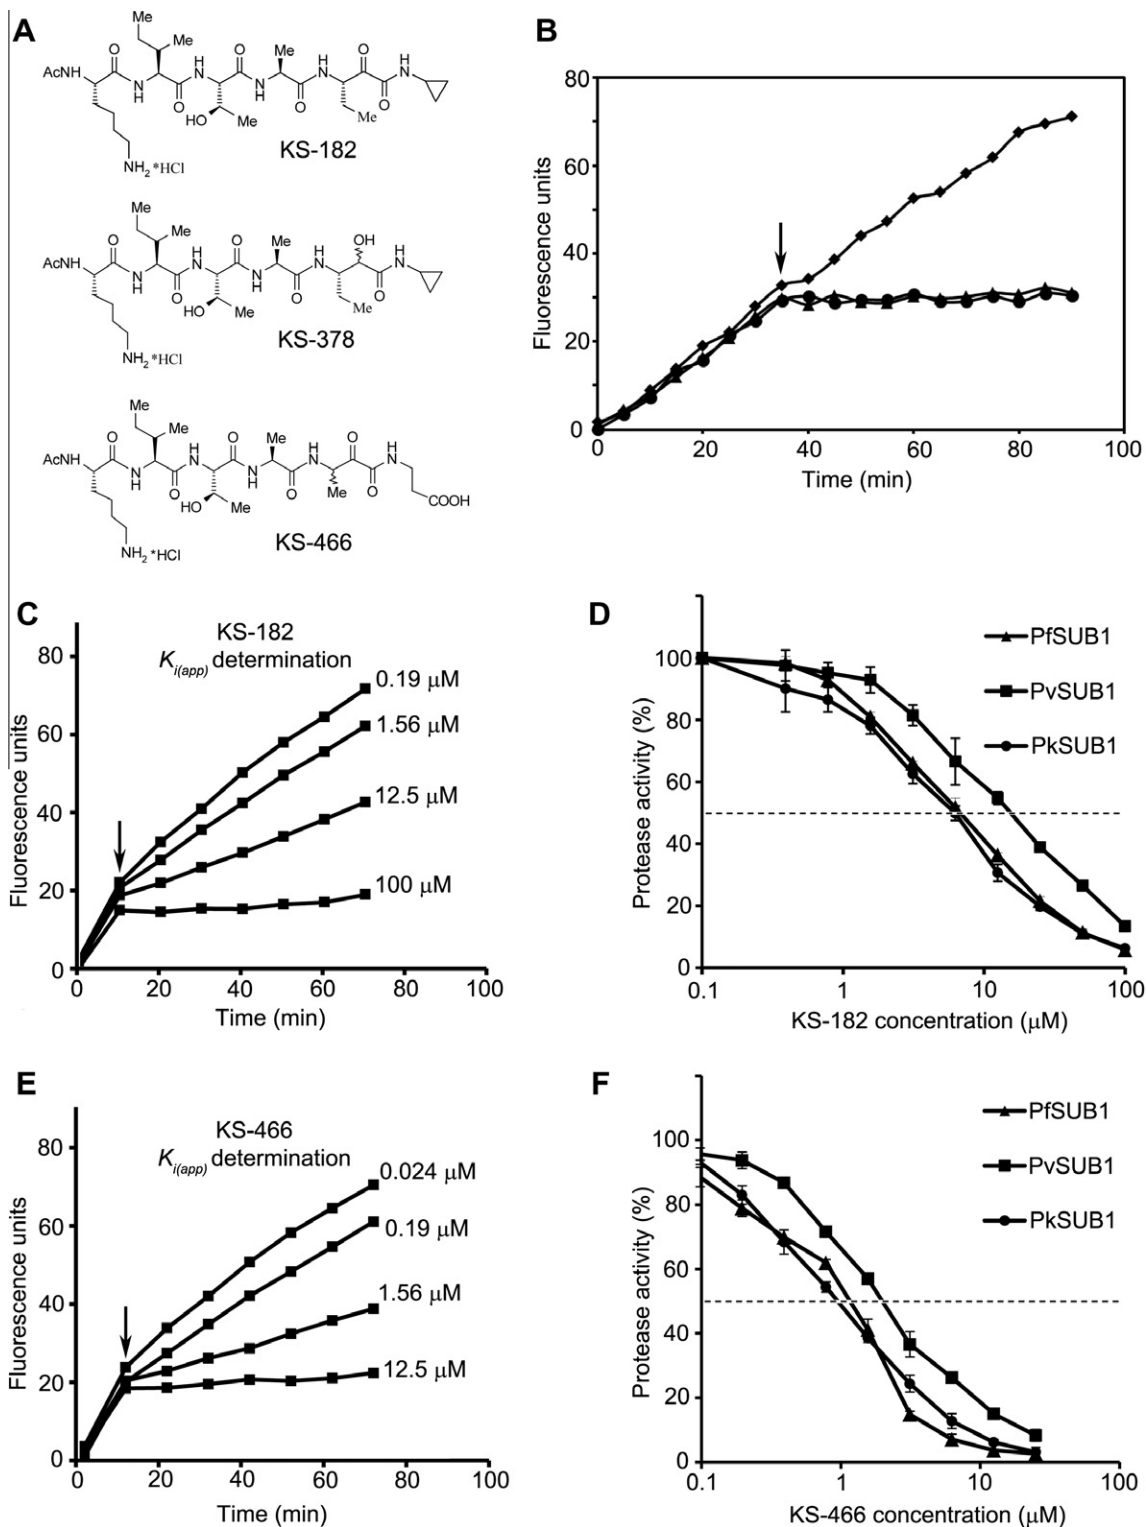 A
AcNH
O
Me
Me
N
H
O
H
N
HO
Me
O
N
H
Me
O
H
N
O
Me
O
H
N
NH2 *HCl
KS-182
Me
Me
AcNH
O
N
H
O
H
N
HO
Me
O
N
H
Me
O
H
N
OH
Me
O
H
N
NH2 *HCl
KS-378
Me
Me
AcNH
O
N
H
O
H
N
HO
Me
O
N
H
Me
O
H
N
O
Me
O
H
N
COOH
NH2 *HCl
KS-466
B
Fluorescence units
80
60
40
20
0
0 20 40 60 80 100
Time (min)
C
KS-182
Ki(app) determination
Fluorescence units
80
60
40
20
0
0.19 μM
1.56 μM
12.5 μM
100 μM
0 20 40 60 80 100
Time (min)
D
PfSUB1
PvSUB1
PkSUB1
Protease activity (%)
100
80
60
40
20
0
0.1 1 10 100
KS-182 concentration (μM)
E
KS-466
Ki(app) determination
Fluorescence units
80
60
40
20
0
0.024 μM
0.19 μM
1.56 μM
12.5 μM
0 20 40 60 80 100
Time (min)
F
PfSUB1
PvSUB1
PkSUB1
Protease activity (%)
100
80
60
40
20
0
0.1 1 10 100
KS-466 concentration (μM)